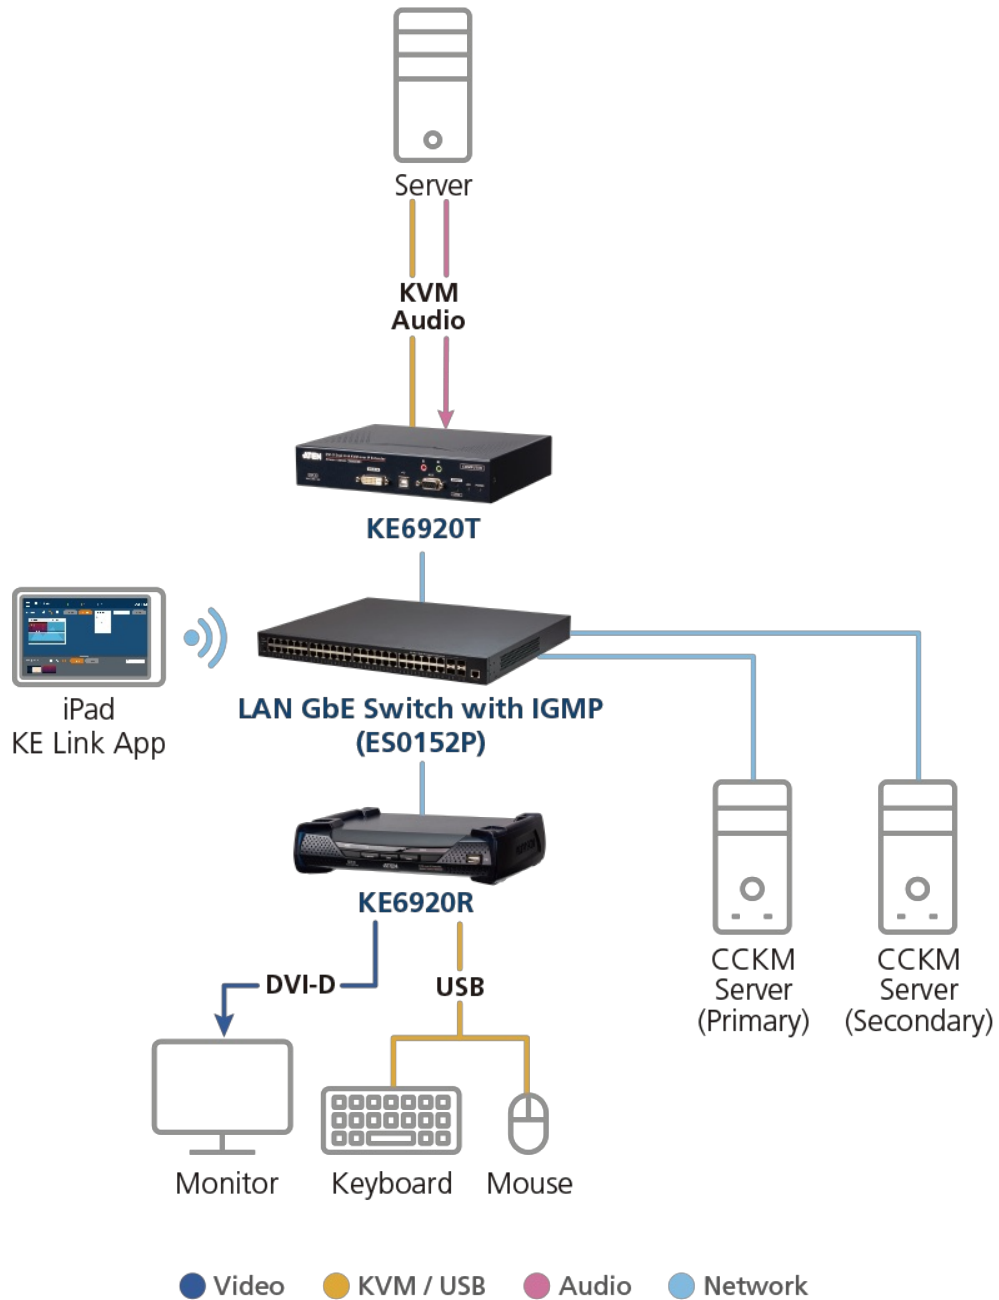 Server
KVM
Audio
ATEN
KE6920T
iPad
KE Link App
LAN GbE Switch with IGMP
(ES0152P)
KE6920R
DVI-D
USB
CCKM
Server
(Primary)
CCKM
Server
(Secondary)
Monitor
Keyboard
Mouse
Video
KVM / USB
Audio
Network